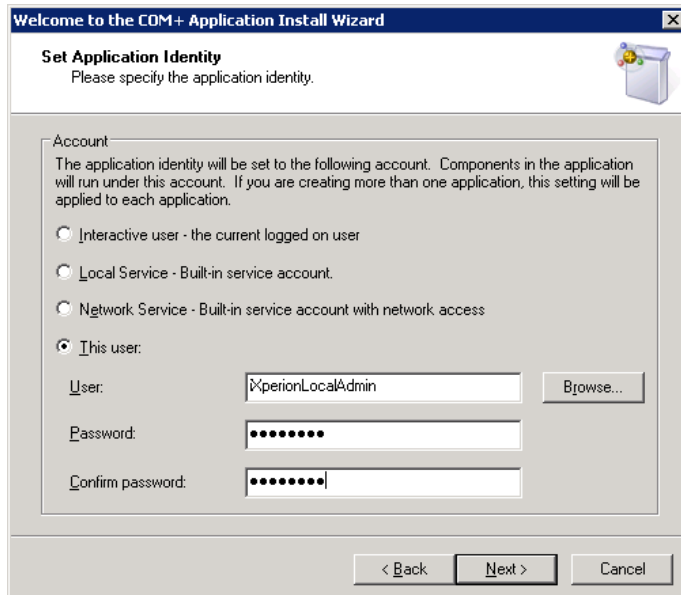 Welcome to the COM+ Application Install Wizard
Set Application Identity
Please specify the application identity.
Account
The application identity will be set to the following account. Components in the application
will run under this account. If you are creating more than one application, this setting will be
applied to each application.
Interactive user - the current logged on user
Local Service - Built-in service account.
Network Service - Built-in service account with network access
This user:
User: iXperionLocalAdmin Browse...
Password: ●●●●●●●●
Confirm password: ●●●●●●●●
< Back Next > Cancel